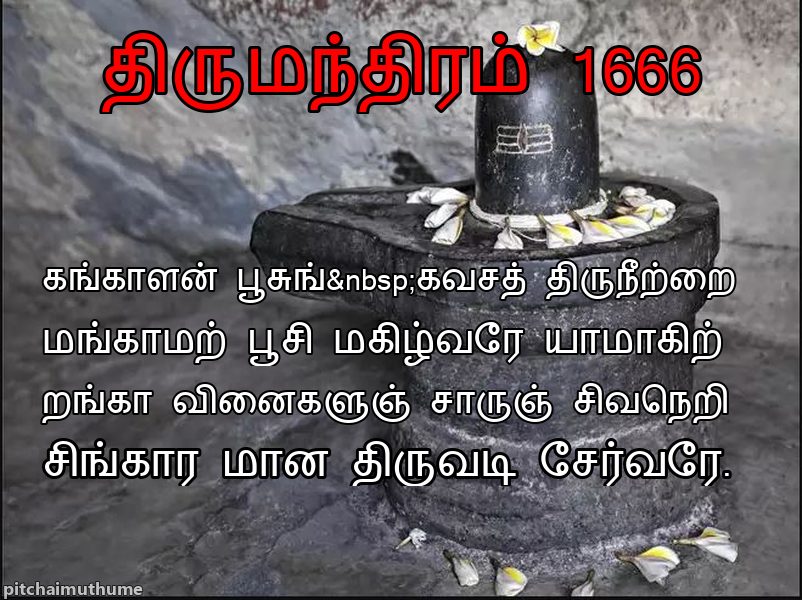 திருமந்திரம் 1666
கங்காளன் பூசுங்&nbsp;கவசத் திருநீற்றை
மங்காமற் பூசி மகிழ்வரே யாமாகிற்
றங்கா வினைகளுஞ் சாருஞ் சிவநெறி
சிங்கார மான திருவடி சேர்வரே.
pitchaimuthume